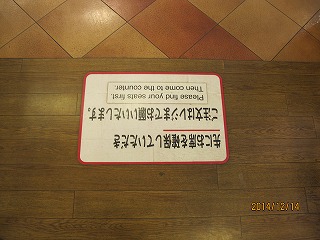 先にお席を確保していただき
ご注文はレジまでお願いいたします。
Please find your seats first.
Then come to the counter.
2014/12/14